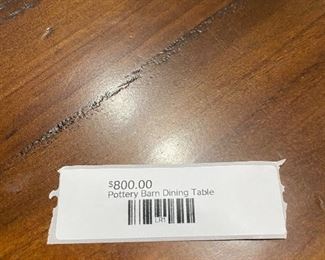 $800.00
Pottery Barn Dining Table